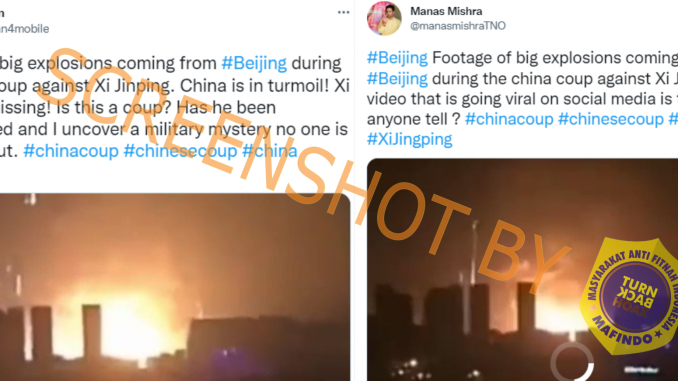 n
n4mobile
big explosions coming from #Beijing during
oup against Xi Jinping. China is in turmoil! Xi
issing! Is this a coup? Has he been
ed and I uncover a military mystery no one is
ut. #chinacoup #chinesecoup #china
Manas Mishra
@manasmishraTNO
#Beijing Footage of big explosions coming
#Beijing during the china coup against Xi J
video that is going viral on social media is t
anyone tell ? #chinacoup #chinesecoup #
#XiJingping
SCREENSHOT BY
MASYARAKAT ANTI FITNAH INDONESIA
TURN
BACK
HOAX
MAFINDO